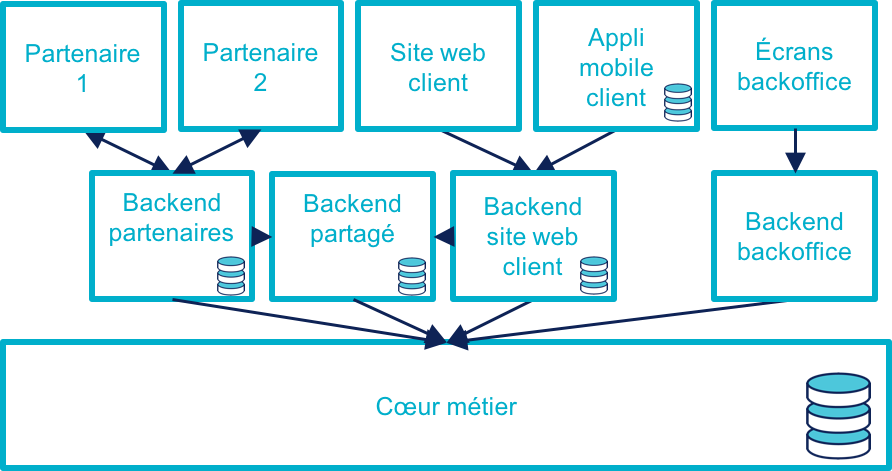 Partenaire
1
Partenaire
2
Site web
client
Appli
mobile
client
Écrans
backoffice
Backend
partenaires
Backend
partagé
Backend
site web
client
Backend
backoffice
Cœur métier